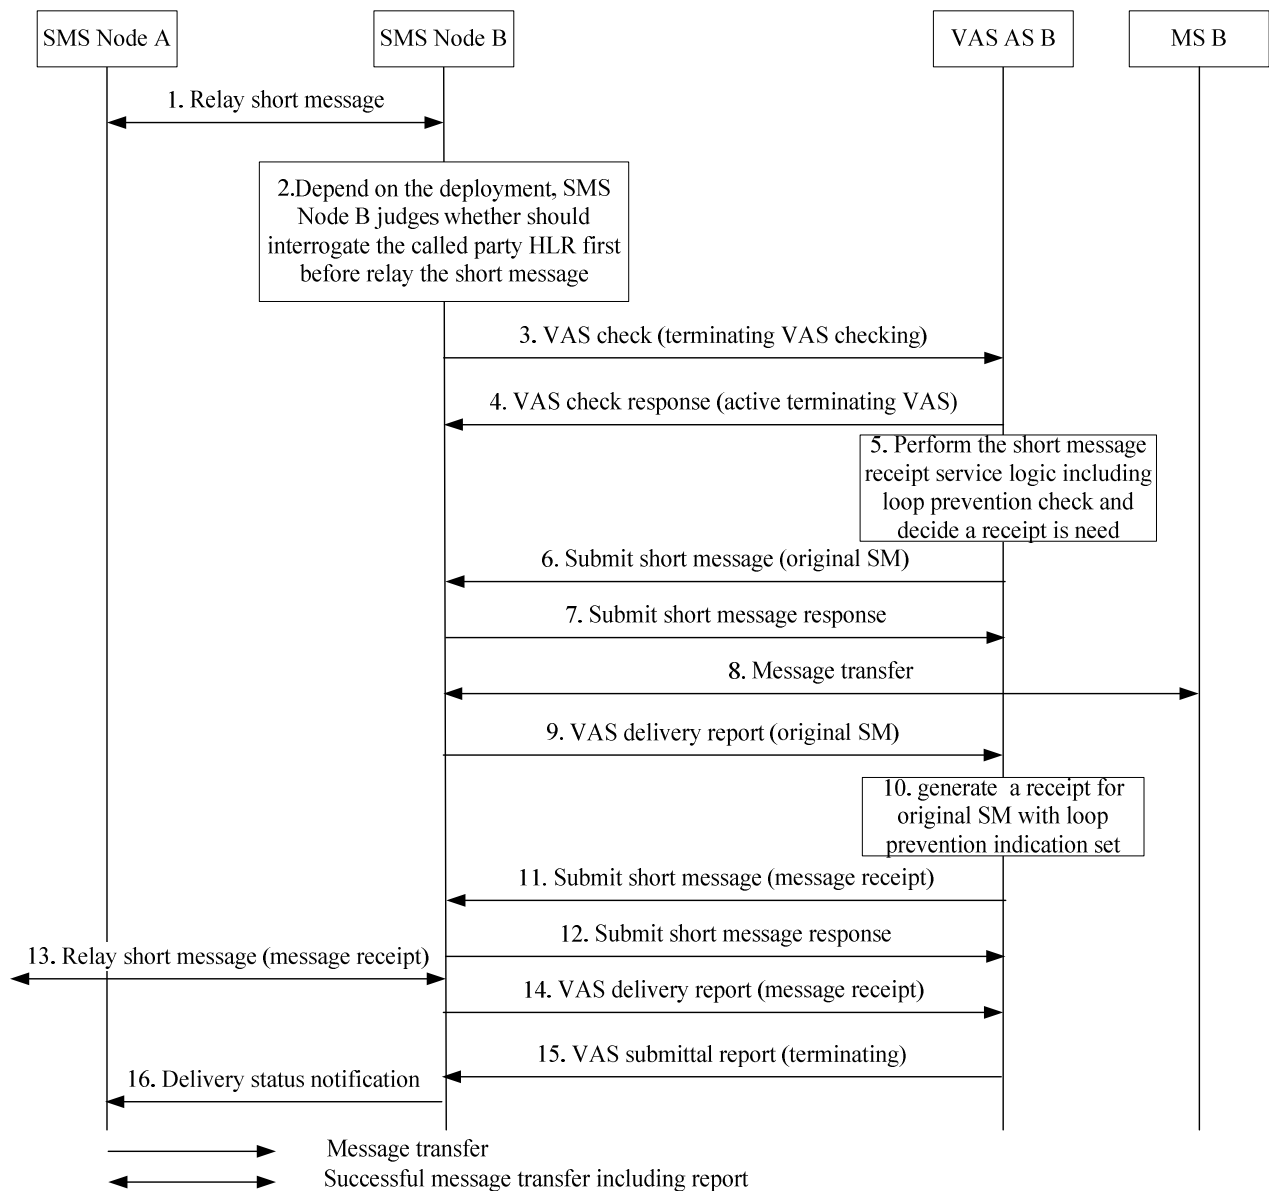 SMS Node A
SMS Node B
VAS AS B
MS B
1. Relay short message
2.Depend on the deployment, SMS
Node B judges whether should
interrogate the called party HLR first
before relay the short message
3. VAS check (terminating VAS checking)
4. VAS check response (active terminating VAS)
5. Perform the short message
receipt service logic including
loop prevention check and
decide a receipt is need
6. Submit short message (original SM)
7. Submit short message response
8. Message transfer
9. VAS delivery report (original SM)
10. generate a receipt for
original SM with loop
prevention indication set
11. Submit short message (message receipt)
12. Submit short message response
13. Relay short message (message receipt)
14. VAS delivery report (message receipt)
15. VAS submittal report (terminating)
16. Delivery status notification
Message transfer
Successful message transfer including report